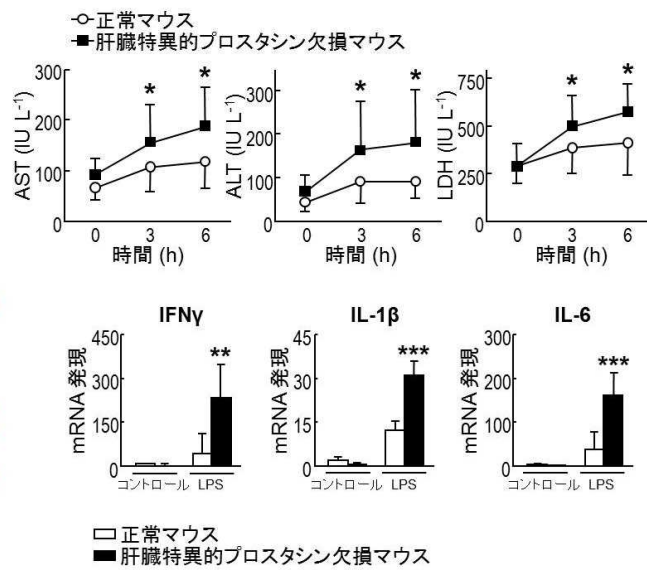 正常マウス
肝臓特異的プロスタシン欠損マウス
AST (IU L⁻¹)
300
200
100
0
0 3 6
時間 (h)
* *
ALT (IU L⁻¹)
300
200
100
0
0 3 6
時間 (h)
* *
LDH (IU L⁻¹)
750
500
250
0
0 3 6
時間 (h)
* *
IFNγ
mRNA 発現
450
300
150
0
**
コントロール LPS
IL-1β
mRNA 発現
45
30
15
0
***
コントロール LPS
IL-6
mRNA 発現
300
200
100
0
***
コントロール LPS
正常マウス
肝臓特異的プロスタシン欠損マウス